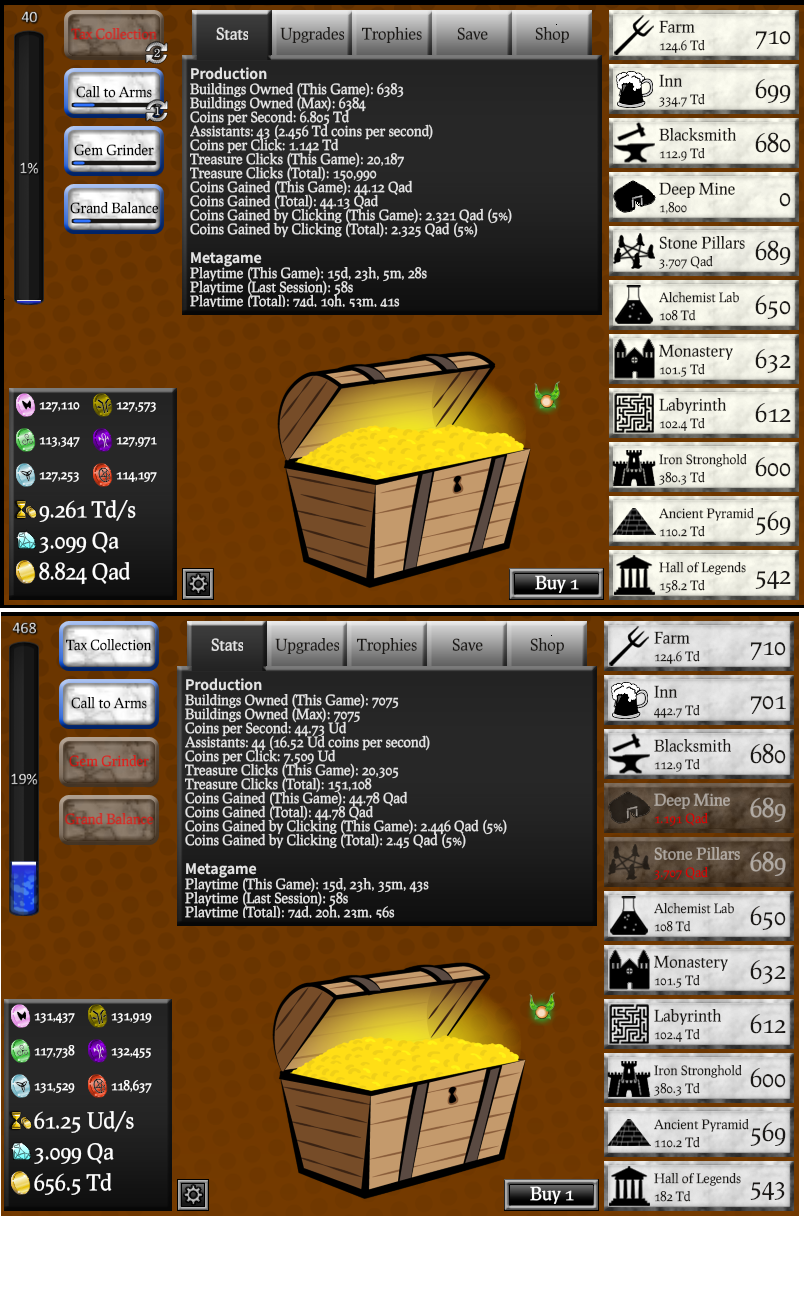 40
Tax Collection
2
Call to Arms
1
Gem Grinder
Grand Balance
1%
Stats Upgrades Trophies Save Shop
Production
Buildings Owned (This Game): 6383
Buildings Owned (Max): 6384
Coins per Second: 6.805 Td
Assistants: 43 (2.456 Td coins per second)
Coins per Click: 1.142 Td
Treasure Clicks (This Game): 20,187
Treasure Clicks (Total): 150,990
Coins Gained (This Game): 44.12 Qad
Coins Gained (Total): 44.13 Qad
Coins Gained by Clicking (This Game): 2.321 Qad (5%)
Coins Gained by Clicking (Total): 2.325 Qad (5%)
Metagame
Playtime (This Game): 15d, 23h, 5m, 28s
Playtime (Last Session): 58s
Playtime (Total): 74d, 19h, 53m, 41s
Farm
124.6 Td
710
Inn
334.7 Td
699
Blacksmith
112.9 Td
680
Deep Mine
1,800
0
Stone Pillars
3.707 Qad
689
Alchemist Lab
108 Td
650
Monastery
101.5 Td
632
Labyrinth
102.4 Td
612
Iron Stronghold
380.3 Td
600
Ancient Pyramid
110.2 Td
569
Hall of Legends
158.2 Td
542
127,110 127,573
113,347 127,971
127,253 114,197
9.261 Td/s
3.099 Qa
8.824 Qad
Buy 1
468
Tax Collection
Call to Arms
Gem Grinder
Grand Balance
19%
Stats Upgrades Trophies Save Shop
Production
Buildings Owned (This Game): 7075
Buildings Owned (Max): 7075
Coins per Second: 44.73 Ud
Assistants: 44 (16.52 Ud coins per second)
Coins per Click: 7.509 Ud
Treasure Clicks (This Game): 20,305
Treasure Clicks (Total): 151,108
Coins Gained (This Game): 44.78 Qad
Coins Gained (Total): 44.78 Qad
Coins Gained by Clicking (This Game): 2.446 Qad (5%)
Coins Gained by Clicking (Total): 2.45 Qad (5%)
Metagame
Playtime (This Game): 15d, 23h, 35m, 43s
Playtime (Last Session): 58s
Playtime (Total): 74d, 20h, 23m, 56s
Farm
124.6 Td
710
Inn
442.7 Td
701
Blacksmith
112.9 Td
680
Deep Mine
Qad
689
Stone Pillars
3.707 Qad
689
Alchemist Lab
108 Td
650
Monastery
101.5 Td
632
Labyrinth
102.4 Td
612
Iron Stronghold
380.3 Td
600
Ancient Pyramid
110.2 Td
569
Hall of Legends
182 Td
543
131,437 131,919
117,738 132,455
131,529 118,637
61.25 Ud/s
3.099 Qa
656.5 Td
Buy 1